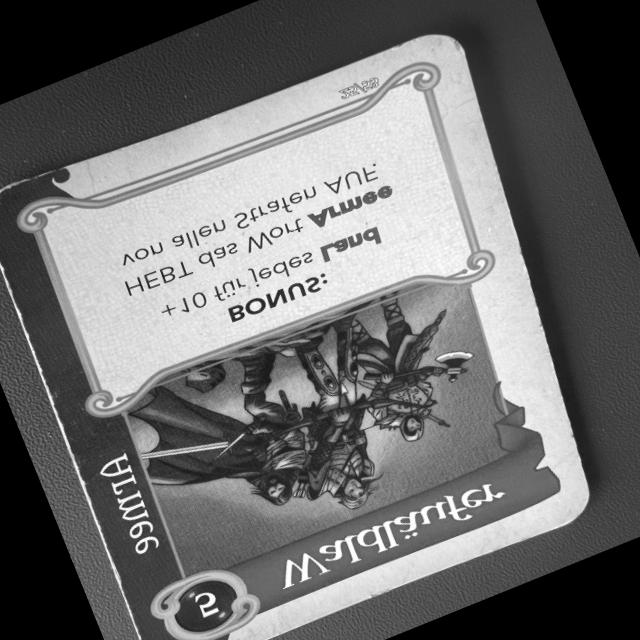 5
Waldläufer
Armee
BONUS:
+10 für jedes Land
HEBT das Wort Armee
von allen Strafen AUF.